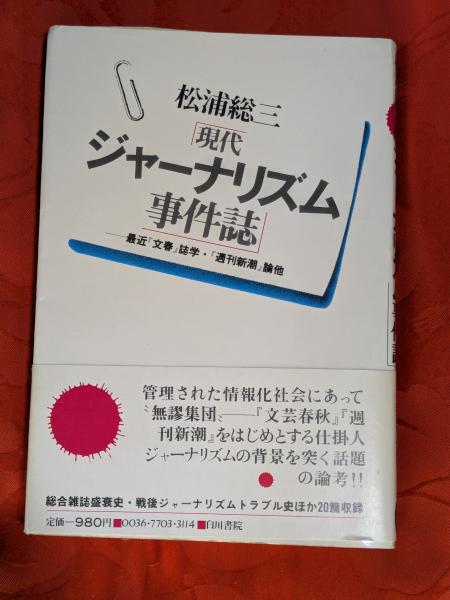 松浦総三
「現代
ジャーナリズム
事件誌」
──最近『文春』誌学・『週刊新潮』論他
管理された情報化社会にあって
〝無謬集団〟──『文芸春秋』『週
刊新潮』をはじめとする仕掛人
ジャーナリズムの背景を突く話題
の論考!!
総合雑誌盛衰史・戦後ジャーナリズムトラブル史ほか20篇収録
定価─980円■0036-7703-3114■白川書院